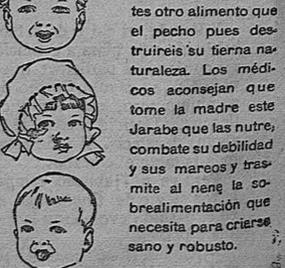 tes otro alimento que
el pecho pues des-
truireis su tierna na-
turaleza. Los médi-
cos aconsejan que
tome la madre este
Jarabe que las nutre,
combate su debilidad
y sus mareos y tras-
mite al nene la so-
brealimentación que
necesita para criarse
sano y robusto.